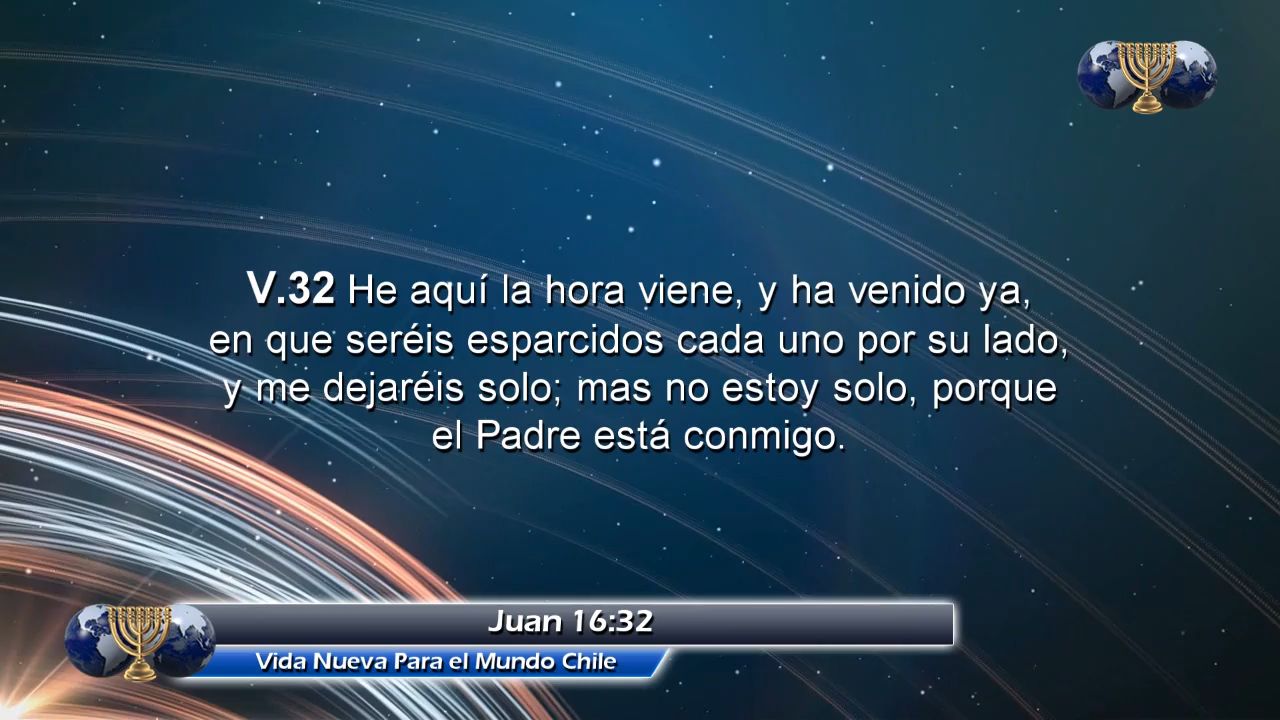 V.32 He aquí la hora viene, y ha venido ya,
en que seréis esparcidos cada uno por su lado,
y me dejaréis solo; mas no estoy solo, porque
el Padre está conmigo.
Juan 16:32
Vida Nueva Para el Mundo Chile